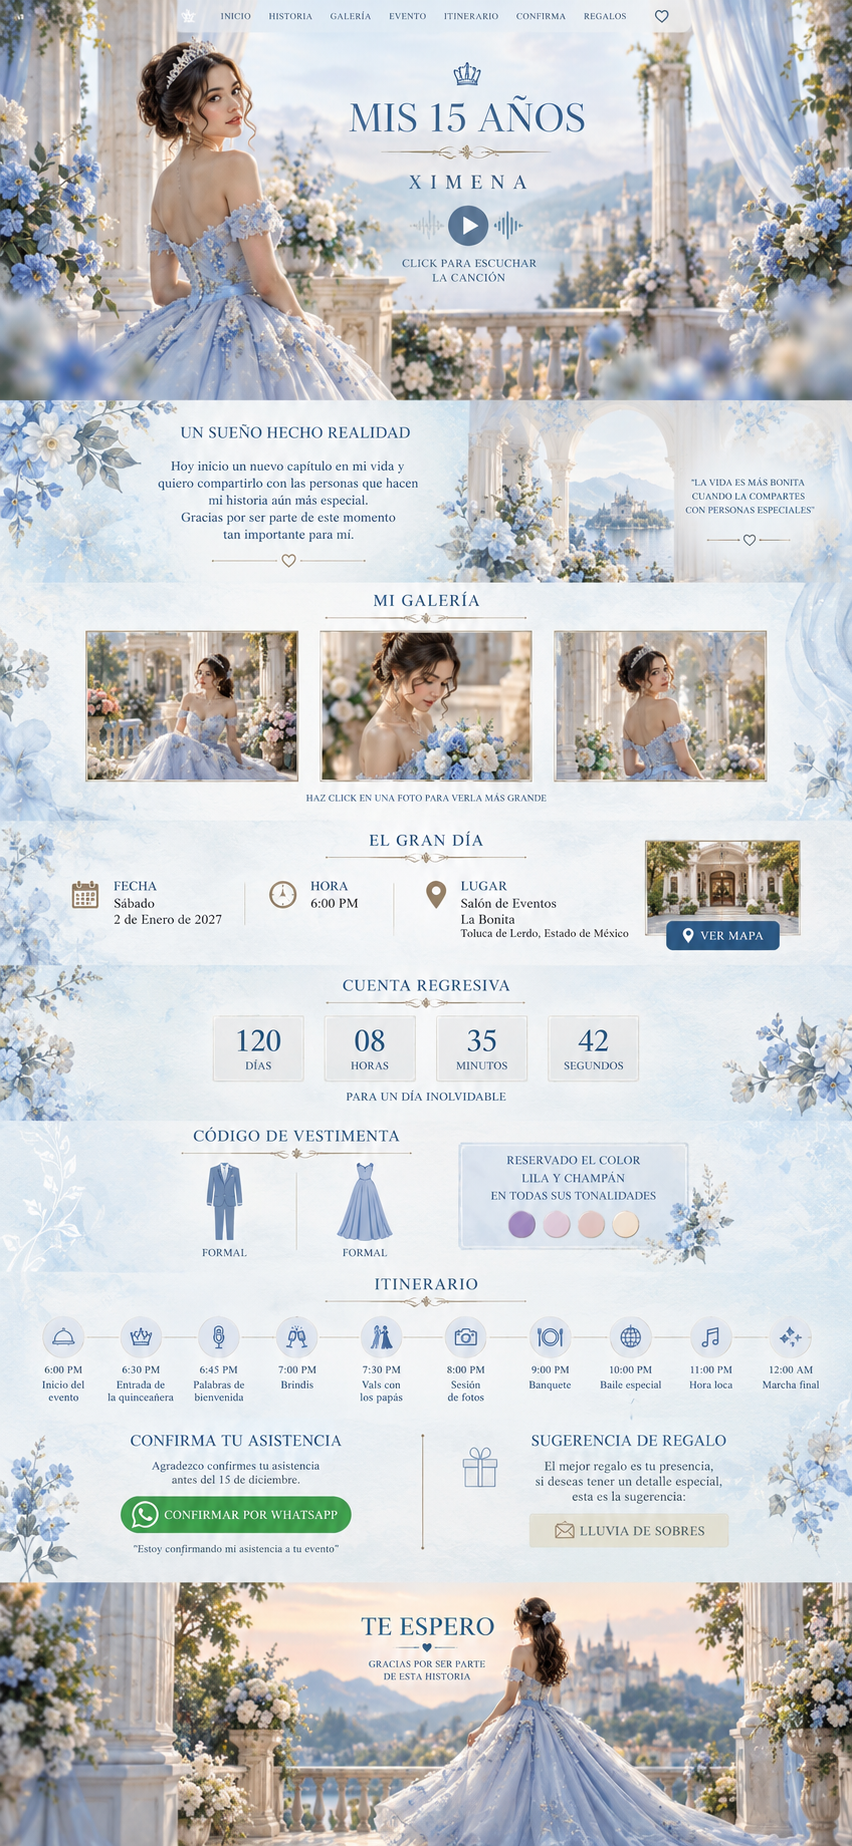 INICIO HISTORIA GALERÍA EVENTO ITINERARIO CONFIRMA REGALOS
MIS 15 AÑOS
XIMENA
CLICK PARA ESCUCHAR
LA CANCIÓN
UN SUEÑO HECHO REALIDAD
Hoy inicio un nuevo capítulo en mi vida y
quiero compartirlo con las personas que hacen
mi historia aún más especial.
Gracias por ser parte de este momento
tan importante para mí.
“LA VIDA ES MÁS BONITA
CUANDO LA COMPARTES
CON PERSONAS ESPECIALES”
MI GALERÍA
HAZ CLICK EN UNA FOTO PARA VERLA MÁS GRANDE
EL GRAN DÍA
FECHA
Sábado
2 de Enero de 2027
HORA
6:00 PM
LUGAR
Salón de Eventos
La Bonita
Toluca de Lerdo, Estado de México
VER MAPA
CUENTA REGRESIVA
120 08 35 42
DÍAS HORAS MINUTOS SEGUNDOS
PARA UN DÍA INOLVIDABLE
CÓDIGO DE VESTIMENTA
FORMAL FORMAL
RESERVADO EL COLOR
LILA Y CHAMPÁN
EN TODAS SUS TONALIDADES
ITINERARIO
6:00 PM
Inicio del
evento
6:30 PM
Entrada de
la quinceañera
6:45 PM
Palabras de
bienvenida
7:00 PM
Brindis
7:30 PM
Vals con
los papás
8:00 PM
Sesión
de fotos
9:00 PM
Banquete
10:00 PM
Baile especial
11:00 PM
Hora loca
12:00 AM
Marcha final
CONFIRMA TU ASISTENCIA
Agradezco confirmes tu asistencia
antes del 15 de diciembre.
CONFIRMAR POR WHATSAPP
“Estoy confirmando mi asistencia a tu evento”
SUGERENCIA DE REGALO
El mejor regalo es tu presencia,
si deseas tener un detalle especial,
esta es la sugerencia:
LLUVIA DE SOBRES
TE ESPERO
GRACIAS POR SER PARTE
DE ESTA HISTORIA